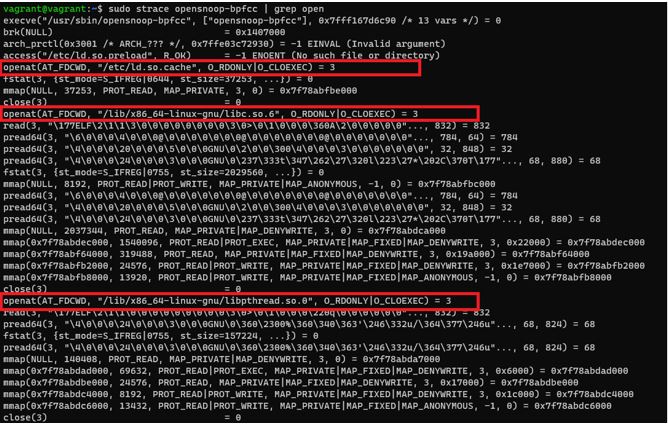 vagrant@vagrant:~$ sudo strace opensnoop-bpfcc | grep open
execve("/usr/sbin/opensnoop-bpfcc", ["opensnoop-bpfcc"], 0x7fff167d6c90 /* 13 vars */) = 0
brk(NULL) = 0x1407000
arch_prctl(0x3001 /* ARCH_??? */, 0x7ffe03c72930) = -1 EINVAL (Invalid argument)
access("/etc/ld.so.preload", R_OK) = -1 ENOENT (No such file or directory)
openat(AT_FDCWD, "/etc/ld.so.cache", O_RDONLY|O_CLOEXEC) = 3
fstat(3, {st_mode=S_IFREG|0644, st_size=37253, ...}) = 0
mmap(NULL, 37253, PROT_READ, MAP_PRIVATE, 3, 0) = 0x7f78abfbe000
close(3) = 0
openat(AT_FDCWD, "/lib/x86_64-linux-gnu/libc.so.6", O_RDONLY|O_CLOEXEC) = 3
read(3, "\177ELF\2\1\1\3\0\0\0\0\0\0\0\0\3\0>\0\1\0\0\0\360A\2\0\0\0\0\0"..., 832) = 832
pread64(3, "\6\0\0\0\4\0\0\0@\0\0\0\0\0\0\0@\0\0\0\0\0\0\0@\0\0\0\0\0\0\0"..., 784, 64) = 784
pread64(3, "\4\0\0\0\20\0\0\0\5\0\0\0GNU\0\2\0\0\300\4\0\0\0\3\0\0\0\0\0\0\0", 32, 848) = 32
pread64(3, "\4\0\0\0\24\0\0\0\3\0\0\0GNU\0\237\333t\347\262\27\320l\223\27*\202C\370T\177"..., 68, 880) = 68
fstat(3, {st_mode=S_IFREG|0755, st_size=2029560, ...}) = 0
mmap(NULL, 8192, PROT_READ|PROT_WRITE, MAP_PRIVATE|MAP_ANONYMOUS, -1, 0) = 0x7f78abfbc000
pread64(3, "\6\0\0\0\4\0\0\0@\0\0\0\0\0\0\0@\0\0\0\0\0\0\0@\0\0\0\0\0\0\0"..., 784, 64) = 784
pread64(3, "\4\0\0\0\20\0\0\0\5\0\0\0GNU\0\2\0\0\300\4\0\0\0\3\0\0\0\0\0\0\0", 32, 848) = 32
pread64(3, "\4\0\0\0\24\0\0\0\3\0\0\0GNU\0\237\333t\347\262\27\320l\223\27*\202C\370T\177"..., 68, 880) = 68
mmap(NULL, 2037344, PROT_READ, MAP_PRIVATE|MAP_DENYWRITE, 3, 0) = 0x7f78abdca000
mmap(0x7f78abdec000, 1540096, PROT_READ|PROT_EXEC, MAP_PRIVATE|MAP_FIXED|MAP_DENYWRITE, 3, 0x22000) = 0x7f78abdec000
mmap(0x7f78abf64000, 319488, PROT_READ, MAP_PRIVATE|MAP_FIXED|MAP_DENYWRITE, 3, 0x19a000) = 0x7f78abf64000
mmap(0x7f78abfb2000, 24576, PROT_READ|PROT_WRITE, MAP_PRIVATE|MAP_FIXED|MAP_DENYWRITE, 3, 0x1e7000) = 0x7f78abfb2000
mmap(0x7f78abfb8000, 13920, PROT_READ|PROT_WRITE, MAP_PRIVATE|MAP_FIXED|MAP_ANONYMOUS, -1, 0) = 0x7f78abfb8000
close(3) = 0
openat(AT_FDCWD, "/lib/x86_64-linux-gnu/libpthread.so.0", O_RDONLY|O_CLOEXEC) = 3
read(3, "\177ELF\2\1\1\0\0\0\0\0\0\0\0\0\3\0>\0\1\0\0\0\220q\0\0\0\0\0\0"..., 832) = 832
pread64(3, "\4\0\0\0\24\0\0\0\3\0\0\0GNU\0\360\2300%\360\340\363'\246\332u/\364\377\246u"..., 68, 824) = 68
fstat(3, {st_mode=S_IFREG|0755, st_size=157224, ...}) = 0
pread64(3, "\4\0\0\0\24\0\0\0\3\0\0\0GNU\0\360\2300%\360\340\363'\246\332u/\364\377\246u"..., 68, 824) = 68
mmap(NULL, 140408, PROT_READ, MAP_PRIVATE|MAP_DENYWRITE, 3, 0) = 0x7f78abda7000
mmap(0x7f78abdad000, 69632, PROT_READ|PROT_EXEC, MAP_PRIVATE|MAP_FIXED|MAP_DENYWRITE, 3, 0x6000) = 0x7f78abdad000
mmap(0x7f78abdbe000, 24576, PROT_READ, MAP_PRIVATE|MAP_FIXED|MAP_DENYWRITE, 3, 0x17000) = 0x7f78abdbe000
mmap(0x7f78abdc4000, 8192, PROT_READ|PROT_WRITE, MAP_PRIVATE|MAP_FIXED|MAP_DENYWRITE, 3, 0x1c000) = 0x7f78abdc4000
mmap(0x7f78abdc6000, 13432, PROT_READ|PROT_WRITE, MAP_PRIVATE|MAP_FIXED|MAP_ANONYMOUS, -1, 0) = 0x7f78abdc6000
close(3) = 0